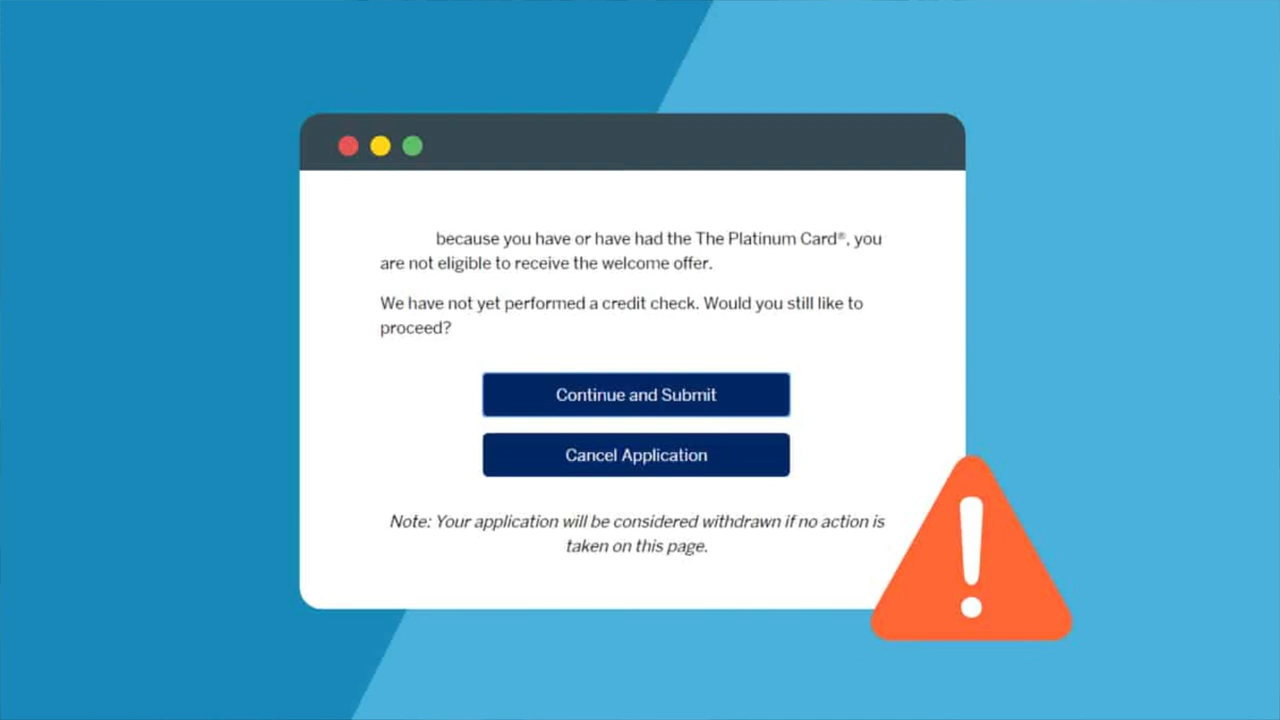 because you have or have had the The Platinum Card®, you
are not eligible to receive the welcome offer.
We have not yet performed a credit check. Would you still like to
proceed?
Continue and Submit
Cancel Application
Note: Your application will be considered withdrawn if no action is
taken on this page.